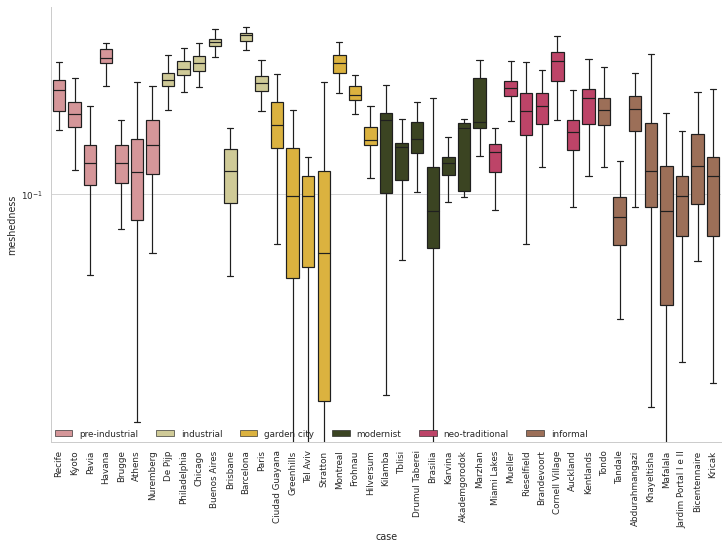 meshedness
10⁻¹
pre-industrial industrial garden city modernist neo-traditional informal
Recife
Kyoto
Pavia
Havana
Brugge
Athens
Nuremberg
De Pijp
Philadelphia
Chicago
Buenos Aires
Brisbane
Barcelona
Paris
Ciudad Guayana
Greenhills
Tel Aviv
Stratton
Montreal
Frohnau
Hilversum
Kilamba
Tblisi
Drumul Taberei
Brasilia
Karvina
Akademgorodok
Marzhan
Miami Lakes
Mueller
Rieselfield
Brandevoort
Cornell Village
Auckland
Kentlands
Tondo
Tandale
Abdurahmangazi
Khayelitsha
Mafalala
Jardim Portal I e II
Bicentennaire
Kricak
case